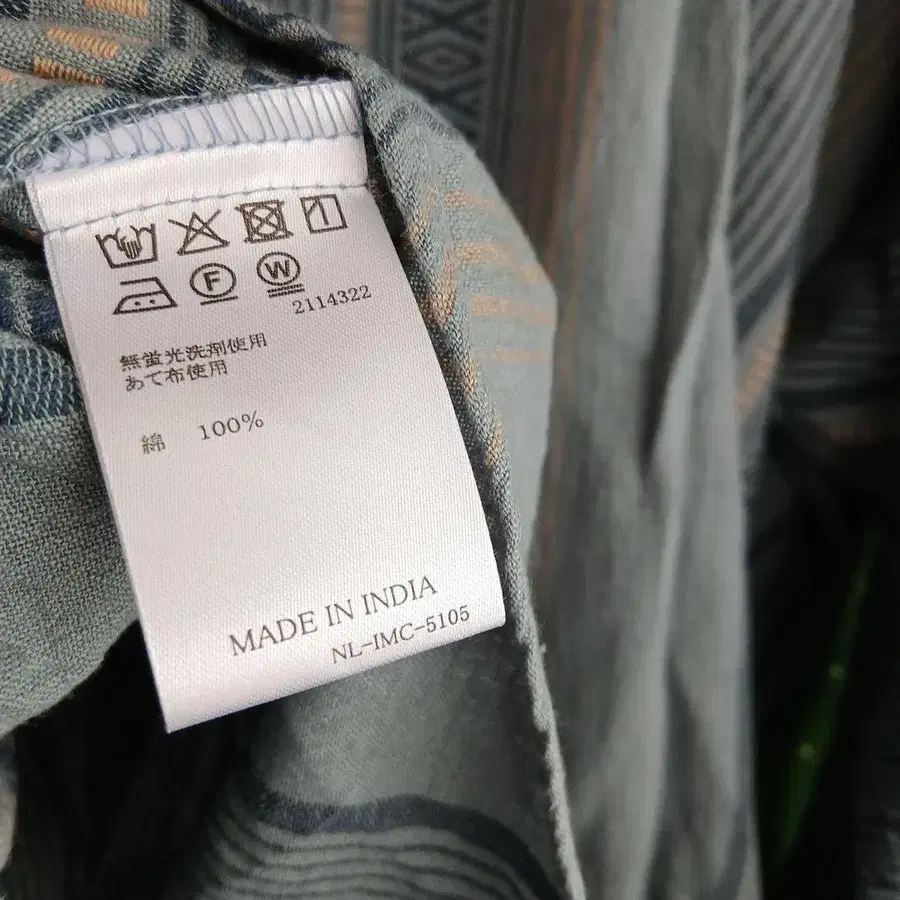 F W
2114322
無蛍光洗剤使用
あて布使用
綿 100%
MADE IN INDIA
NL-IMC-5105